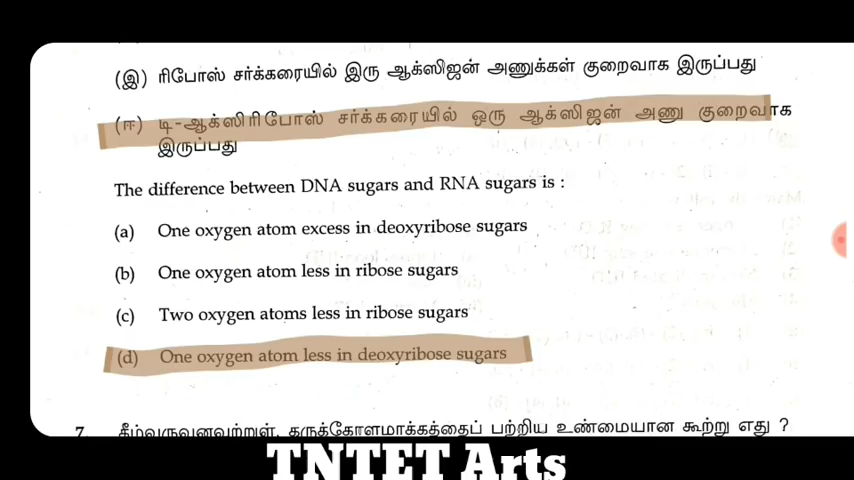 (இ) ரிபோஸ் சர்க்கரையில் இரு ஆக்ஸிஜன் அணுக்கள் குறைவாக இருப்பது
(ஈ) டி-ஆக்ஸிரிபோஸ் சர்க்கரையில் ஒரு ஆக்ஸிஜன் அணு குறைவாக
இருப்பது
The difference between DNA sugars and RNA sugars is :
(a) One oxygen atom excess in deoxyribose sugars
(b) One oxygen atom less in ribose sugars
(c) Two oxygen atoms less in ribose sugars
(d) One oxygen atom less in deoxyribose sugars
7. கீழ்வருவனவற்றுள், கருக்கோளமாக்கத்தைப் பற்றிய உண்மையான கூற்று எது ?
TNTET Arts